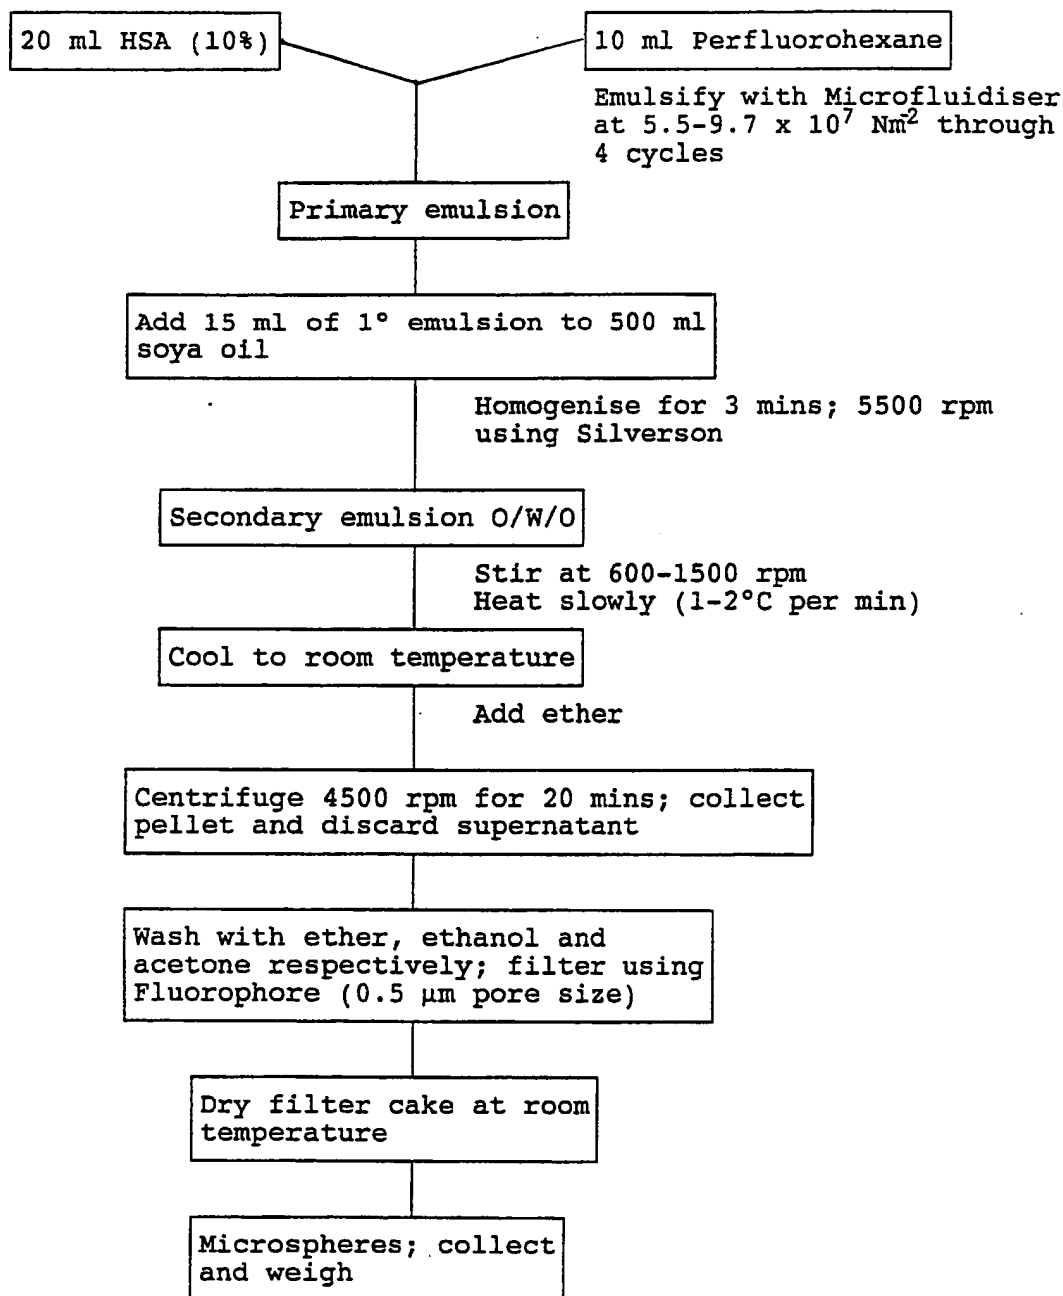 20 ml HSA (10%)
10 ml Perfluorohexane
Emulsify with Microfluidiser
at 5.5-9.7 x 10⁷ Nm⁻² through
4 cycles
Primary emulsion
Add 15 ml of 1° emulsion to 500 ml
soya oil
Homogenise for 3 mins; 5500 rpm
using Silverson
Secondary emulsion O/W/O
Stir at 600-1500 rpm
Heat slowly (1-2°C per min)
Cool to room temperature
Add ether
Centrifuge 4500 rpm for 20 mins; collect
pellet and discard supernatant
Wash with ether, ethanol and
acetone respectively; filter using
Fluorophore (0.5 µm pore size)
Dry filter cake at room
temperature
Microspheres; collect
and weigh